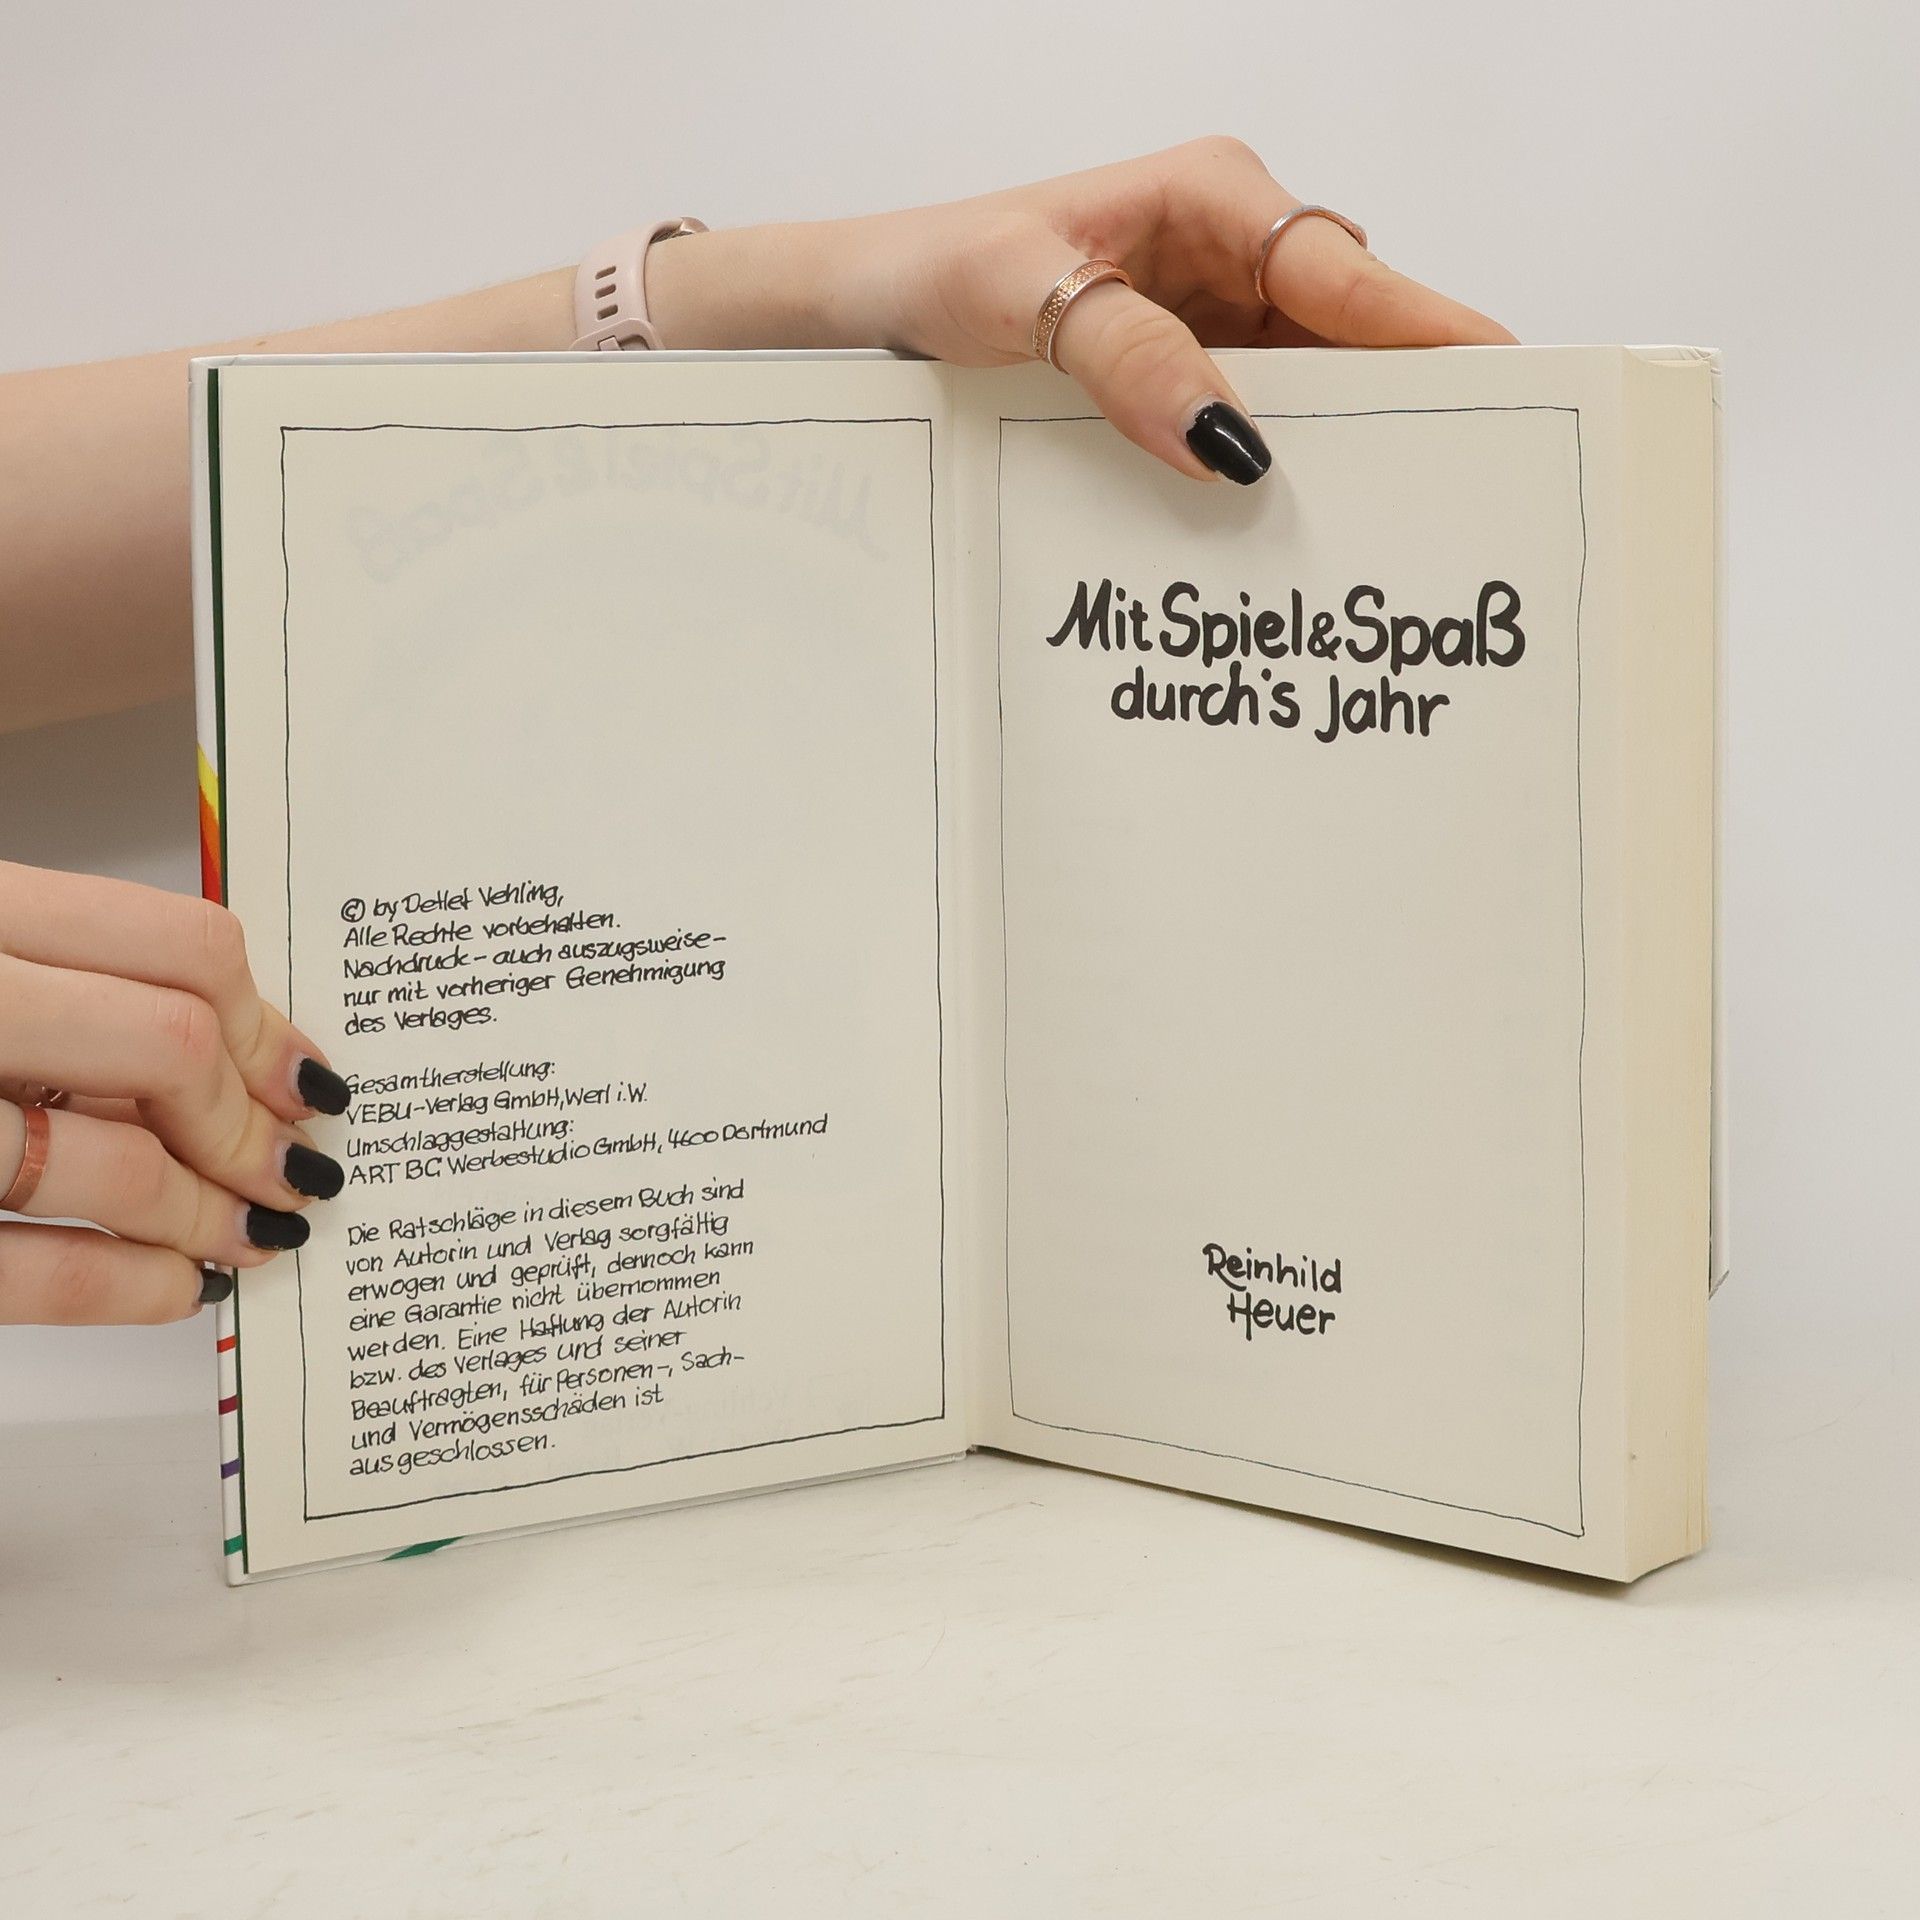 © by Detlef Vehling,
Alle Rechte vorbehalten.
Nachdruck - auch auszugsweise -
nur mit vorheriger Genehmigung
des Verlages.
Gesamtherstellung:
VEBU-Verlag GmbH, Werl i.W.
Umschlaggestaltung:
ART BC Werbestudio GmbH, 4600 Dortmund
Die Ratschläge in diesem Buch sind
von Autorin und Verlag sorgfältig
erwogen und geprüft, dennoch kann
eine Garantie nicht übernommen
werden. Eine Haftung der Autorin
bzw. des Verlages und seiner
Beauftragten, für Personen-, Sach-
und Vermögensschäden ist
ausgeschlossen.
Mit Spiel & Spaß
durch's Jahr
Reinhild
Heuer